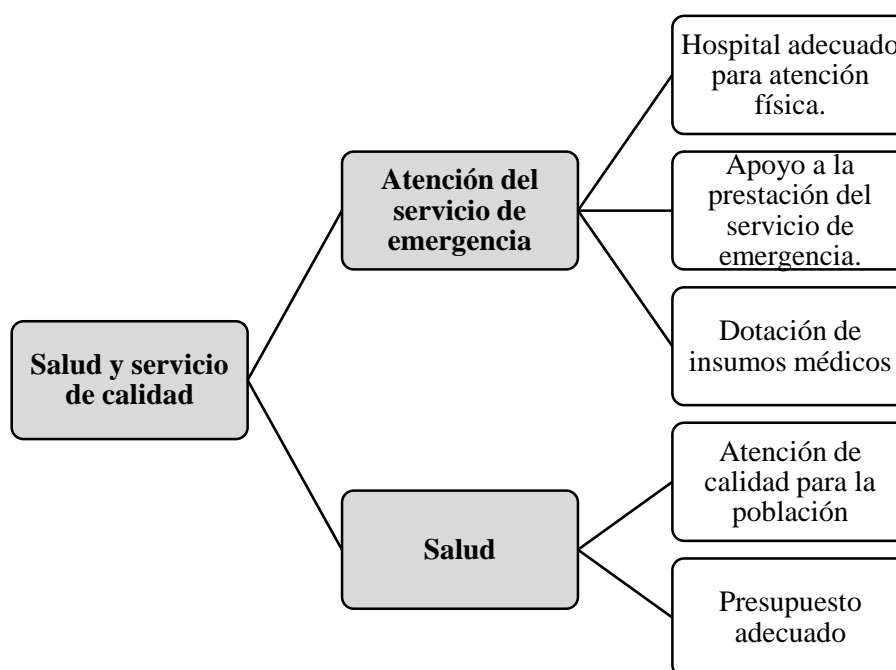 Hospital adecuado
para atención
física.
Atención del
servicio de
emergencia
Apoyo a la
prestación del
servicio de
emergencia.
Dotación de
insumos médicos
Salud y servicio
de calidad
Atención de
calidad para la
población
Salud
Presupuesto
adecuado